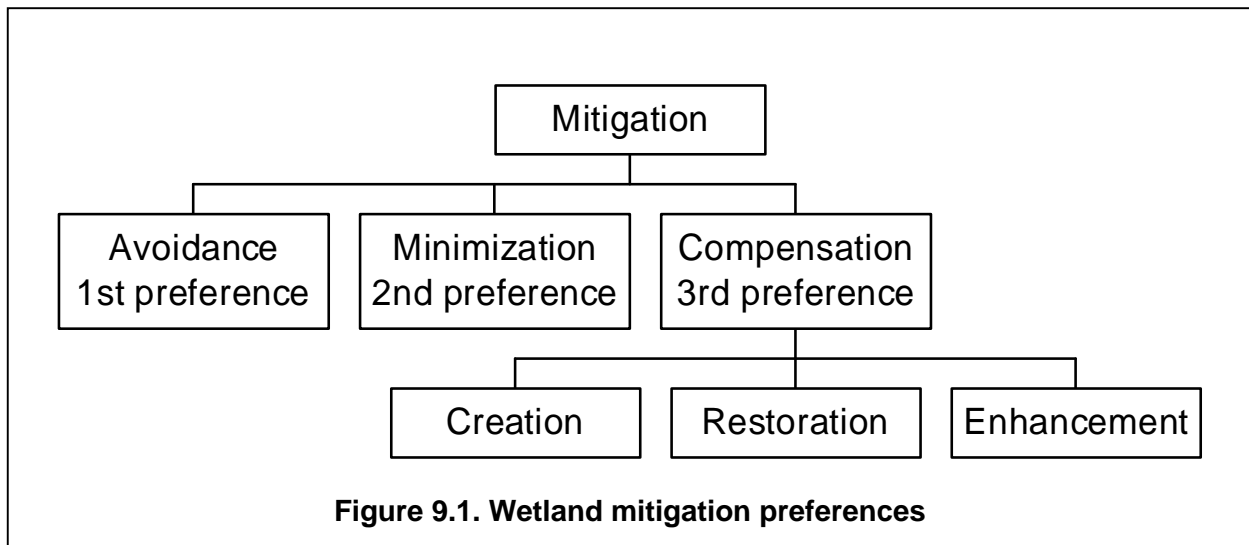 Mitigation
Avoidance
1st preference
Minimization
2nd preference
Compensation
3rd preference
Creation
Restoration
Enhancement
Figure 9.1. Wetland mitigation preferences